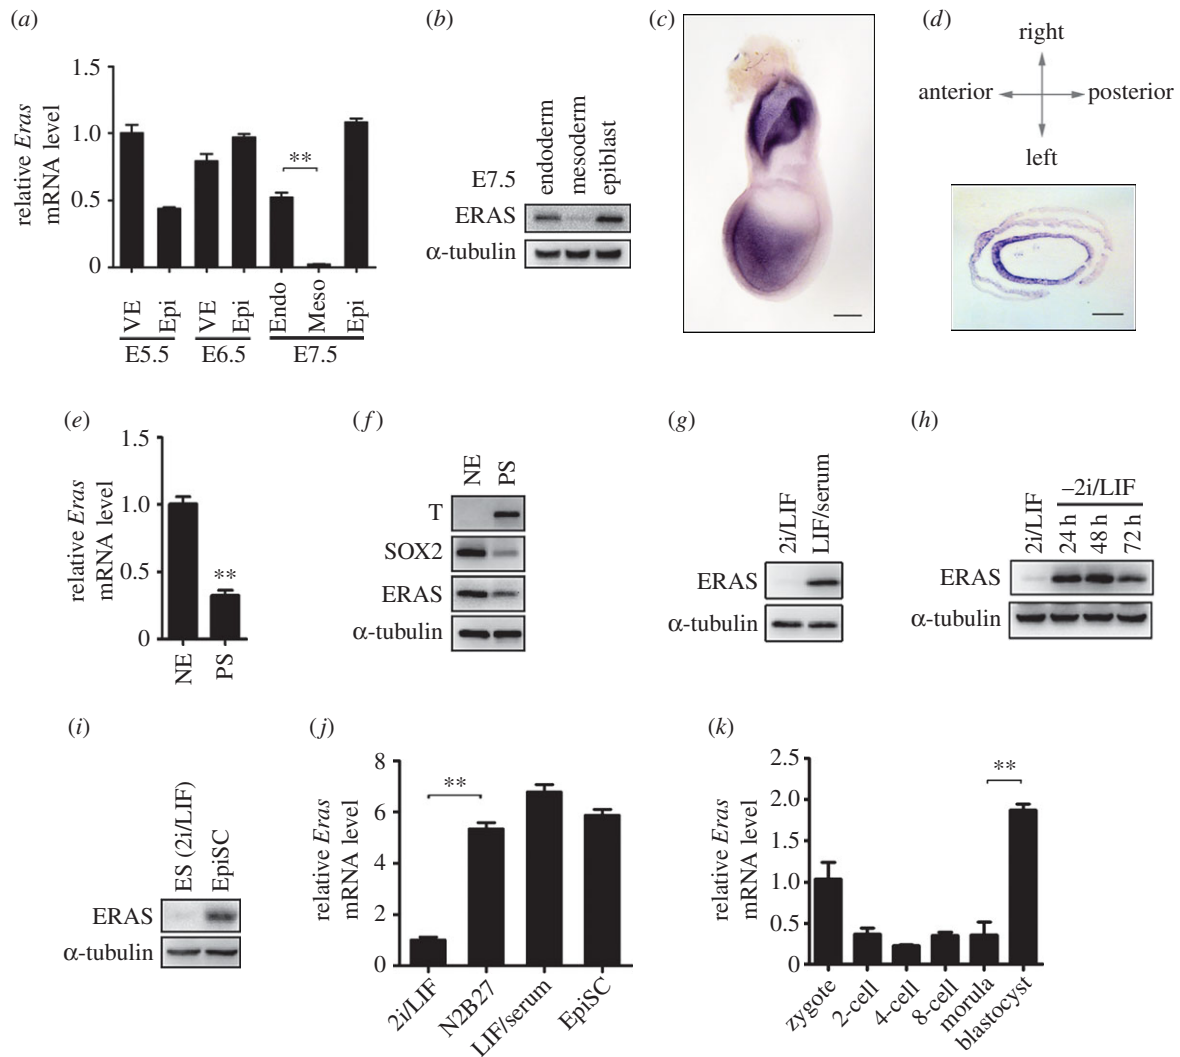 (a)
relative Eras
mRNA level
1.5
1.0
0.5
0
VE
Epi
VE
Epi
Endo
Meso
Epi
**
E5.5
E6.5
E7.5
(b)
endoderm
mesoderm
epiblast
E7.5
ERAS
α-tubulin
(c)
(d)
right
anterior
posterior
left
(e)
relative Eras
mRNA level
1.5
1.0
0.5
0
**
NE
PS
(f)
NE
PS
T
SOX2
ERAS
α-tubulin
(g)
2i/LIF
LIF/serum
ERAS
α-tubulin
(h)
–2i/LIF
2i/LIF
24 h
48 h
72 h
ERAS
α-tubulin
(i)
ES (2i/LIF)
EpiSC
ERAS
α-tubulin
(j)
relative Eras
mRNA level
8
6
4
2
0
**
2i/LIF
N2B27
LIF/serum
EpiSC
(k)
relative Eras
mRNA level
2.5
2.0
1.5
1.0
0.5
0
**
zygote
2-cell
4-cell
8-cell
morula
blastocyst